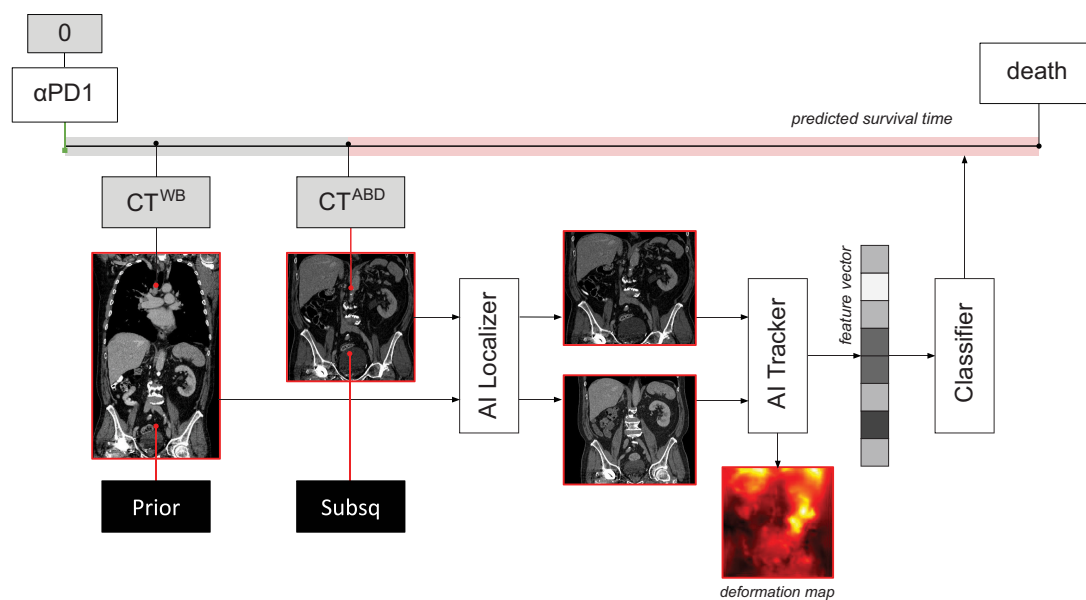 0
αPD1
death
predicted survival time
CT^WB
CT^ABD
AI Localizer
AI Tracker
feature vector
Classifier
Prior
Subsq
deformation map